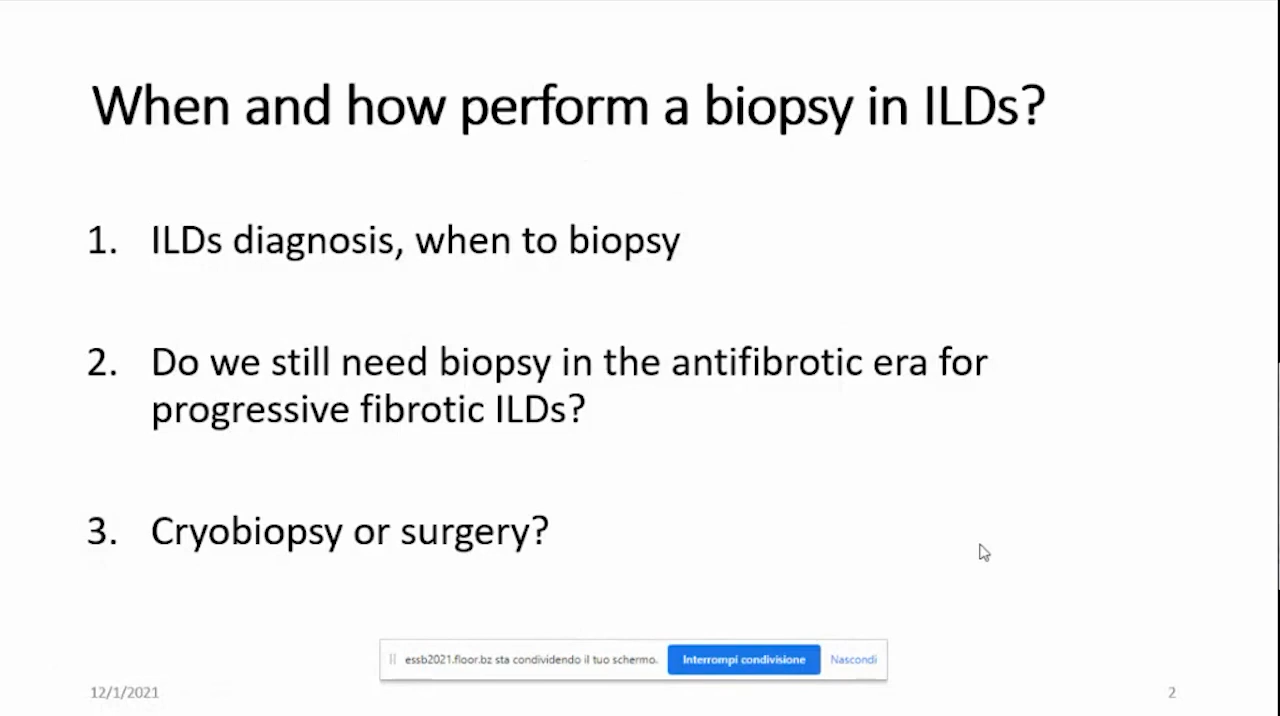 When and how perform a biopsy in ILDs?
1. ILDs diagnosis, when to biopsy
2. Do we still need biopsy in the antifibrotic era for
progressive fibrotic ILDs?
3. Cryobiopsy or surgery?
essb2021.floor.bz sta condividendo il tuo schermo. Interrompi condivisione Nascondi
12/1/2021 2